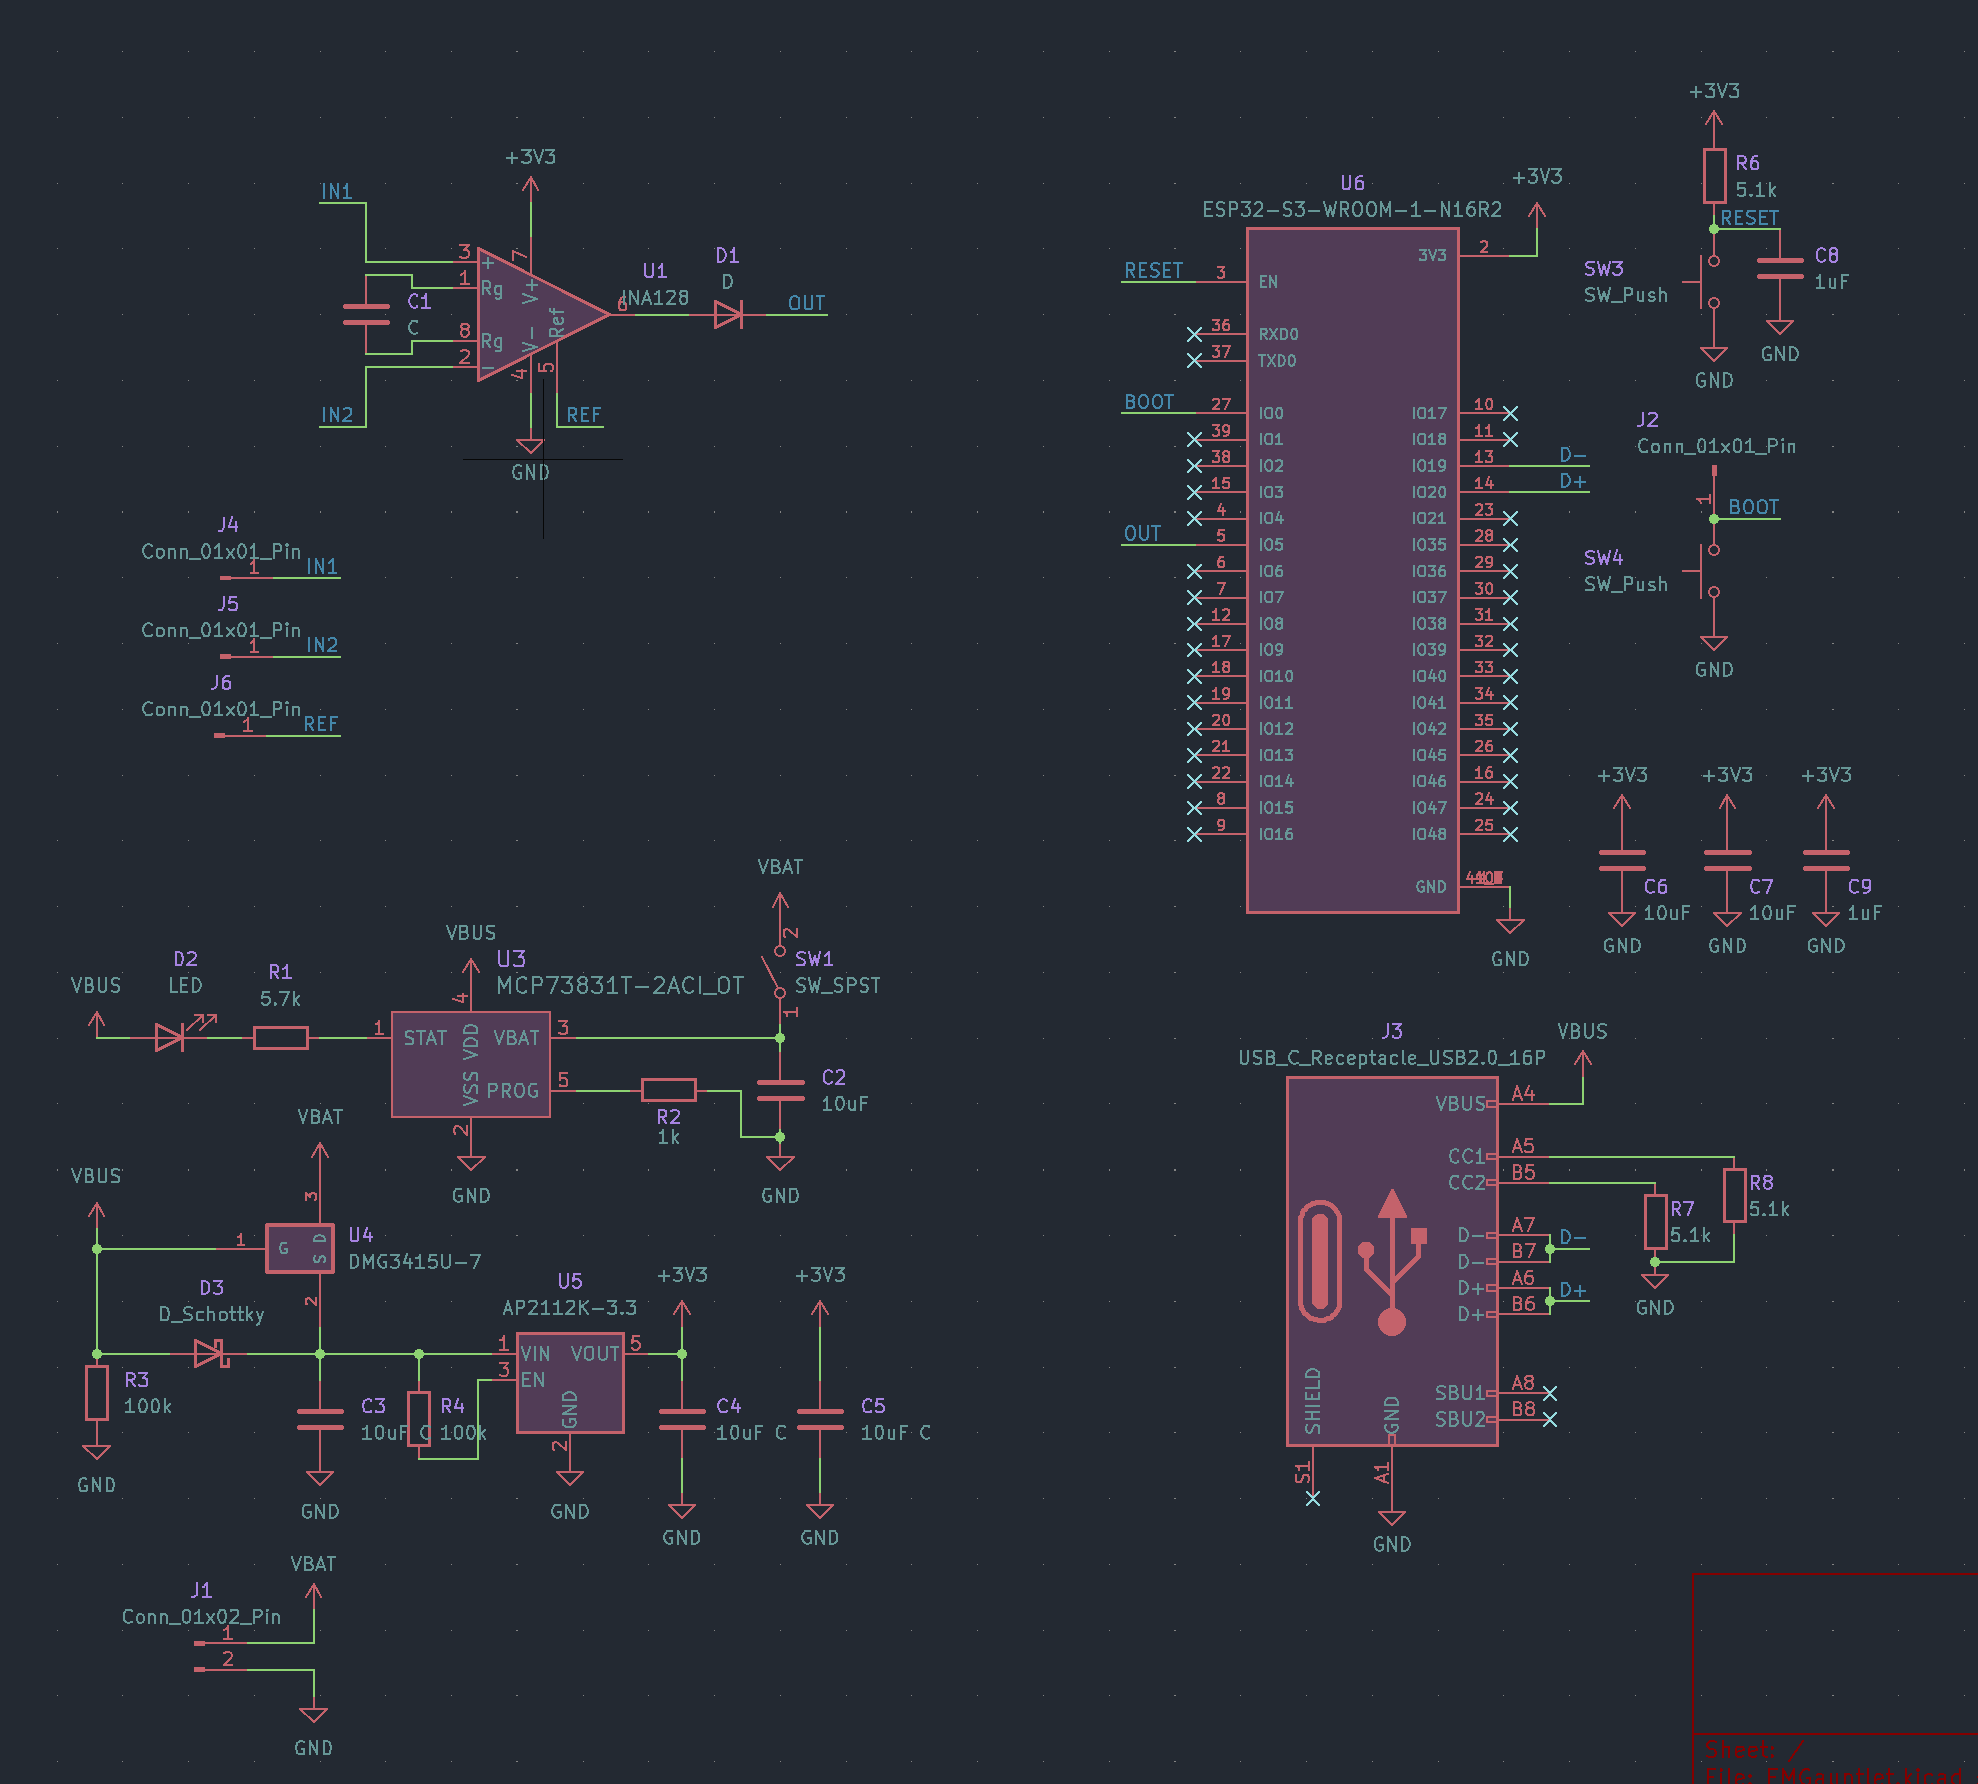 +3V3
IN1
3
+
1
Rg
C1
C
8
Rg
2
-
IN2
7
V+
V-
Ref
4
5
REF
GND
U1
INA128
6
D1
D
OUT
J4
Conn_01x01_Pin
1
IN1
J5
Conn_01x01_Pin
1
IN2
J6
Conn_01x01_Pin
1
REF
U6
ESP32-S3-WROOM-1-N16R2
+3V3
3V3
2
RESET
3
EN
36
RXD0
37
TXD0
BOOT
27
IO0
39
IO1
38
IO2
15
IO3
4
IO4
OUT
5
IO5
6
IO6
7
IO7
12
IO8
17
IO9
18
IO10
19
IO11
20
IO12
21
IO13
22
IO14
8
IO15
9
IO16
IO17
10
IO18
11
IO19
13
D-
IO20
14
D+
IO21
23
IO35
28
IO36
29
IO37
30
IO38
31
IO39
32
IO40
33
IO41
34
IO42
35
IO45
26
IO46
16
IO47
24
IO48
25
GND
GND
+3V3
R6
5.1k
RESET
SW3
SW_Push
C8
1uF
GND
GND
J2
Conn_01x01_Pin
1
BOOT
SW4
SW_Push
GND
+3V3
C6
10uF
GND
+3V3
C7
10uF
GND
+3V3
C9
1uF
GND
VBUS
D2
LED
R1
5.7k
VBUS
U3
MCP73831T-2ACI_OT
4
1
STAT
VDD
VBAT
3
VSS
PROG
5
2
GND
R2
1k
VBAT
2
SW1
SW_SPST
1
C2
10uF
GND
VBUS
VBAT
3
1
G
D
S
U4
DMG3415U-7
2
D3
D_Schottky
R3
100k
GND
C3
10uF C
GND
R4
100k
U5
AP2112K-3.3
1
VIN
VOUT
5
3
EN
GND
2
GND
+3V3
C4
10uF C
GND
+3V3
C5
10uF C
GND
J1
Conn_01x02_Pin
1
2
VBAT
GND
J3
USB_C_Receptacle_USB2.0_16P
VBUS
VBUS
A4
CC1
A5
CC2
B5
D-
A7
D-
D-
B7
D+
A6
D+
D+
B6
SBU1
A8
SBU2
B8
SHIELD
GND
S1
A1
GND
R7
5.1k
R8
5.1k
GND
Sheet: /
File: EMGauntlet.kicad